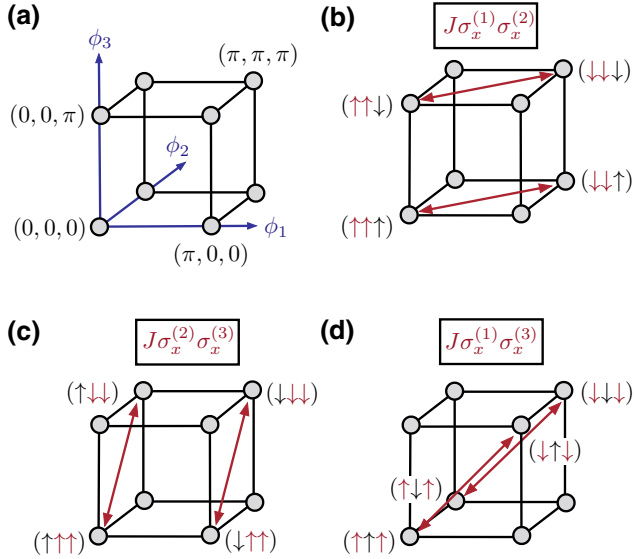 (a)
ϕ₃
(π, π, π)
(0, 0, π)
ϕ₂
(0, 0, 0)
ϕ₁
(π, 0, 0)
(b)
Jσₓ⁽¹⁾σₓ⁽²⁾
(↓↓↓)
(↑↑↓)
(↓↓↑)
(↑↑↑)
(c)
Jσₓ⁽²⁾σₓ⁽³⁾
(↑↓↓)
(↓↓↓)
(↑↑↑)
(↓↑↑)
(d)
Jσₓ⁽¹⁾σₓ⁽³⁾
(↓↓↓)
(↓↑↓)
(↑↓↑)
(↑↑↑)